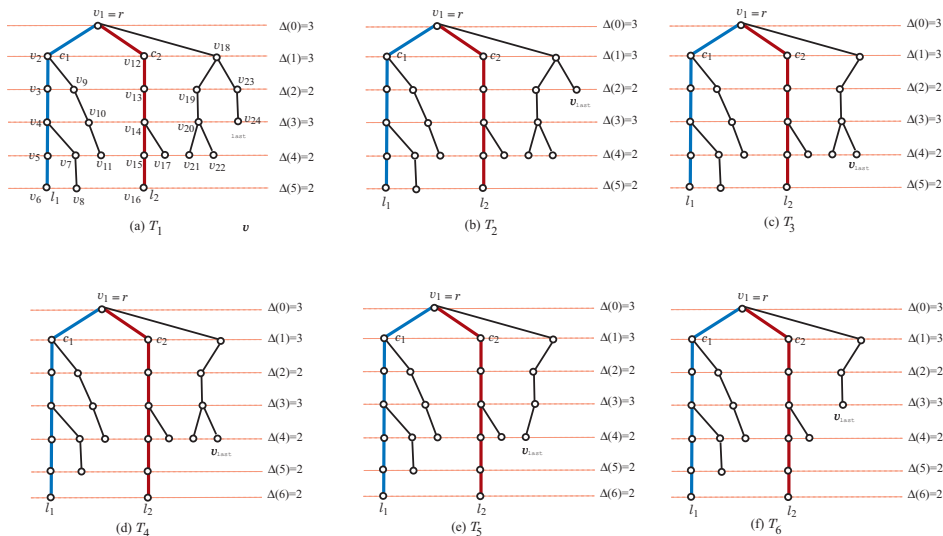 v1 = r
Δ(0)=3
v2 c1 v12 c2 v18 Δ(1)=3
v3 v9 v13 v19 v23 Δ(2)=2
v4 v10 v14 v20 v24 Δ(3)=3
last
v5 v7 v11 v15 v17 v21 v22 Δ(4)=2
v6 l1 v8 v16 l2 Δ(5)=2
(a) T1 v
v1 = r
Δ(0)=3
c1 c2 Δ(1)=3
Δ(2)=2
vlast
Δ(3)=3
Δ(4)=2
Δ(5)=2
l1 l2
(b) T2
v1 = r
Δ(0)=3
c1 c2 Δ(1)=3
Δ(2)=2
Δ(3)=3
Δ(4)=2
vlast
Δ(5)=2
l1 l2
(c) T3
v1 = r
Δ(0)=3
c1 c2 Δ(1)=3
Δ(2)=2
Δ(3)=3
Δ(4)=2
vlast
Δ(5)=2
Δ(6)=2
l1 l2
(d) T4
v1 = r
Δ(0)=3
c1 c2 Δ(1)=3
Δ(2)=2
Δ(3)=3
Δ(4)=2
vlast
Δ(5)=2
Δ(6)=2
l1 l2
(e) T5
v1 = r
Δ(0)=3
c1 c2 Δ(1)=3
Δ(2)=2
Δ(3)=3
vlast
Δ(4)=2
Δ(5)=2
Δ(6)=2
l1 l2
(f) T6